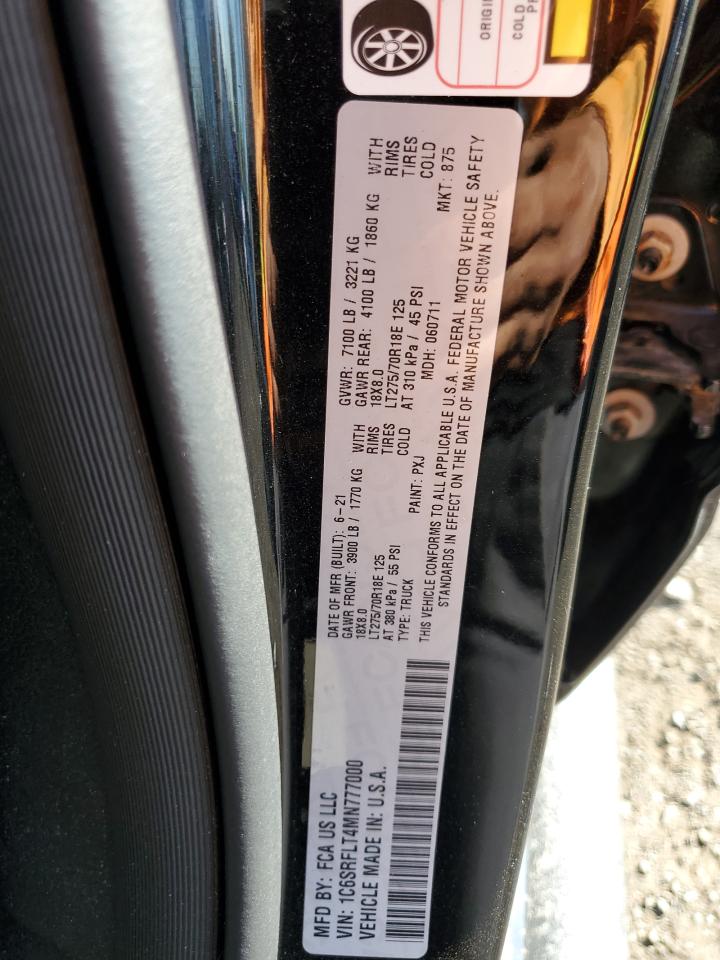 ORIGI
COLD
MFD BY: FCA US LLC
VIN: 1C6SRFLT4MN777000
VEHICLE MADE IN: U.S.A.
DATE OF MFR (BUILT): 6-21
GAWR FRONT: 3900 LB / 1770 KG WITH
18X8.0 RIMS
LT275/70R18E 125 TIRES
AT 380 kPa / 55 PSI COLD
TYPE: TRUCK PAINT: PXJ
GVWR: 7100 LB / 3221 KG
GAWR REAR: 4100 LB / 1860 KG WITH
18X8.0 RIMS
LT275/70R18E 125 TIRES
AT 310 kPa / 45 PSI COLD
MDH: 060711 MKT: 875
THIS VEHICLE CONFORMS TO ALL APPLICABLE U.S.A. FEDERAL MOTOR VEHICLE SAFETY
STANDARDS IN EFFECT ON THE DATE OF MANUFACTURE SHOWN ABOVE.